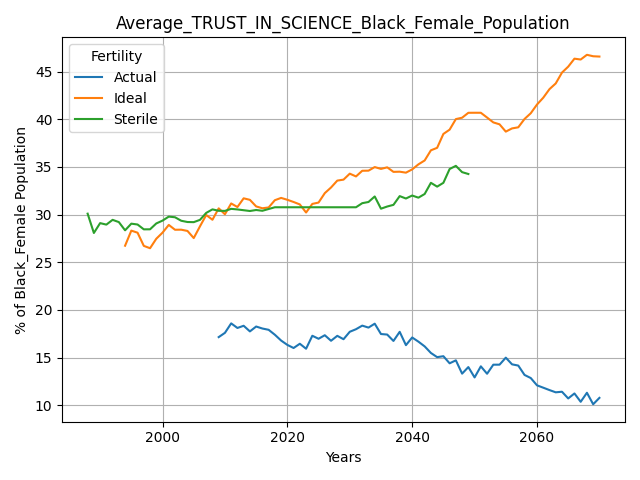 Average_TRUST_IN_SCIENCE_Black_Female_Population
Fertility
Actual
Ideal
Sterile
% of Black_Female Population
45
40
35
30
25
20
15
10
2000
2020
2040
2060
Years